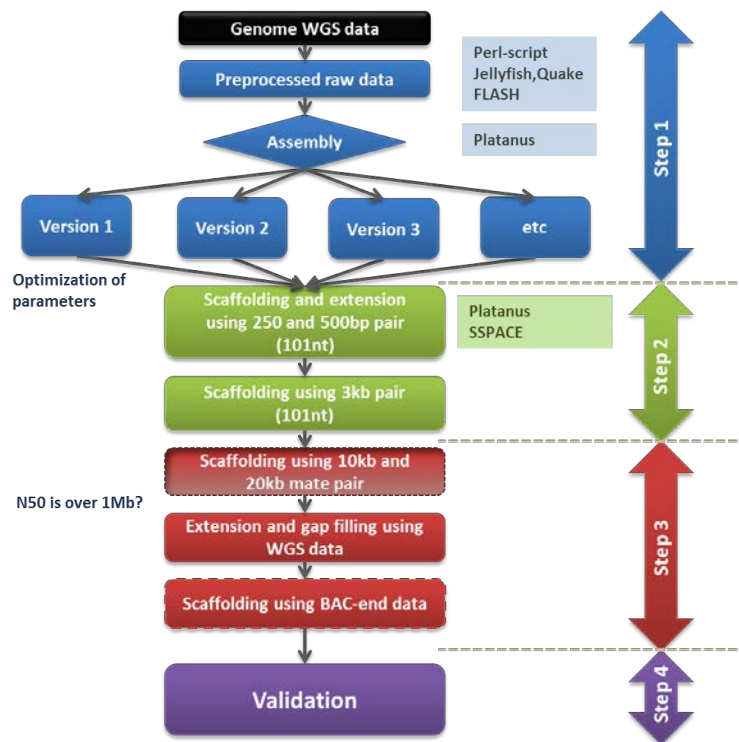 Genome WGS data
Perl-script
Jellyfish,Quake
FLASH
Preprocessed raw data
Assembly
Platanus
Step 1
Version 1
Version 2
Version 3
etc
Optimization of
parameters
Scaffolding and extension
using 250 and 500bp pair
(101nt)
Platanus
SSPACE
Step 2
Scaffolding using 3kb pair
(101nt)
Scaffolding using 10kb and
20kb mate pair
N50 is over 1Mb?
Extension and gap filling using
WGS data
Step 3
Scaffolding using BAC-end data
Validation
Step 4